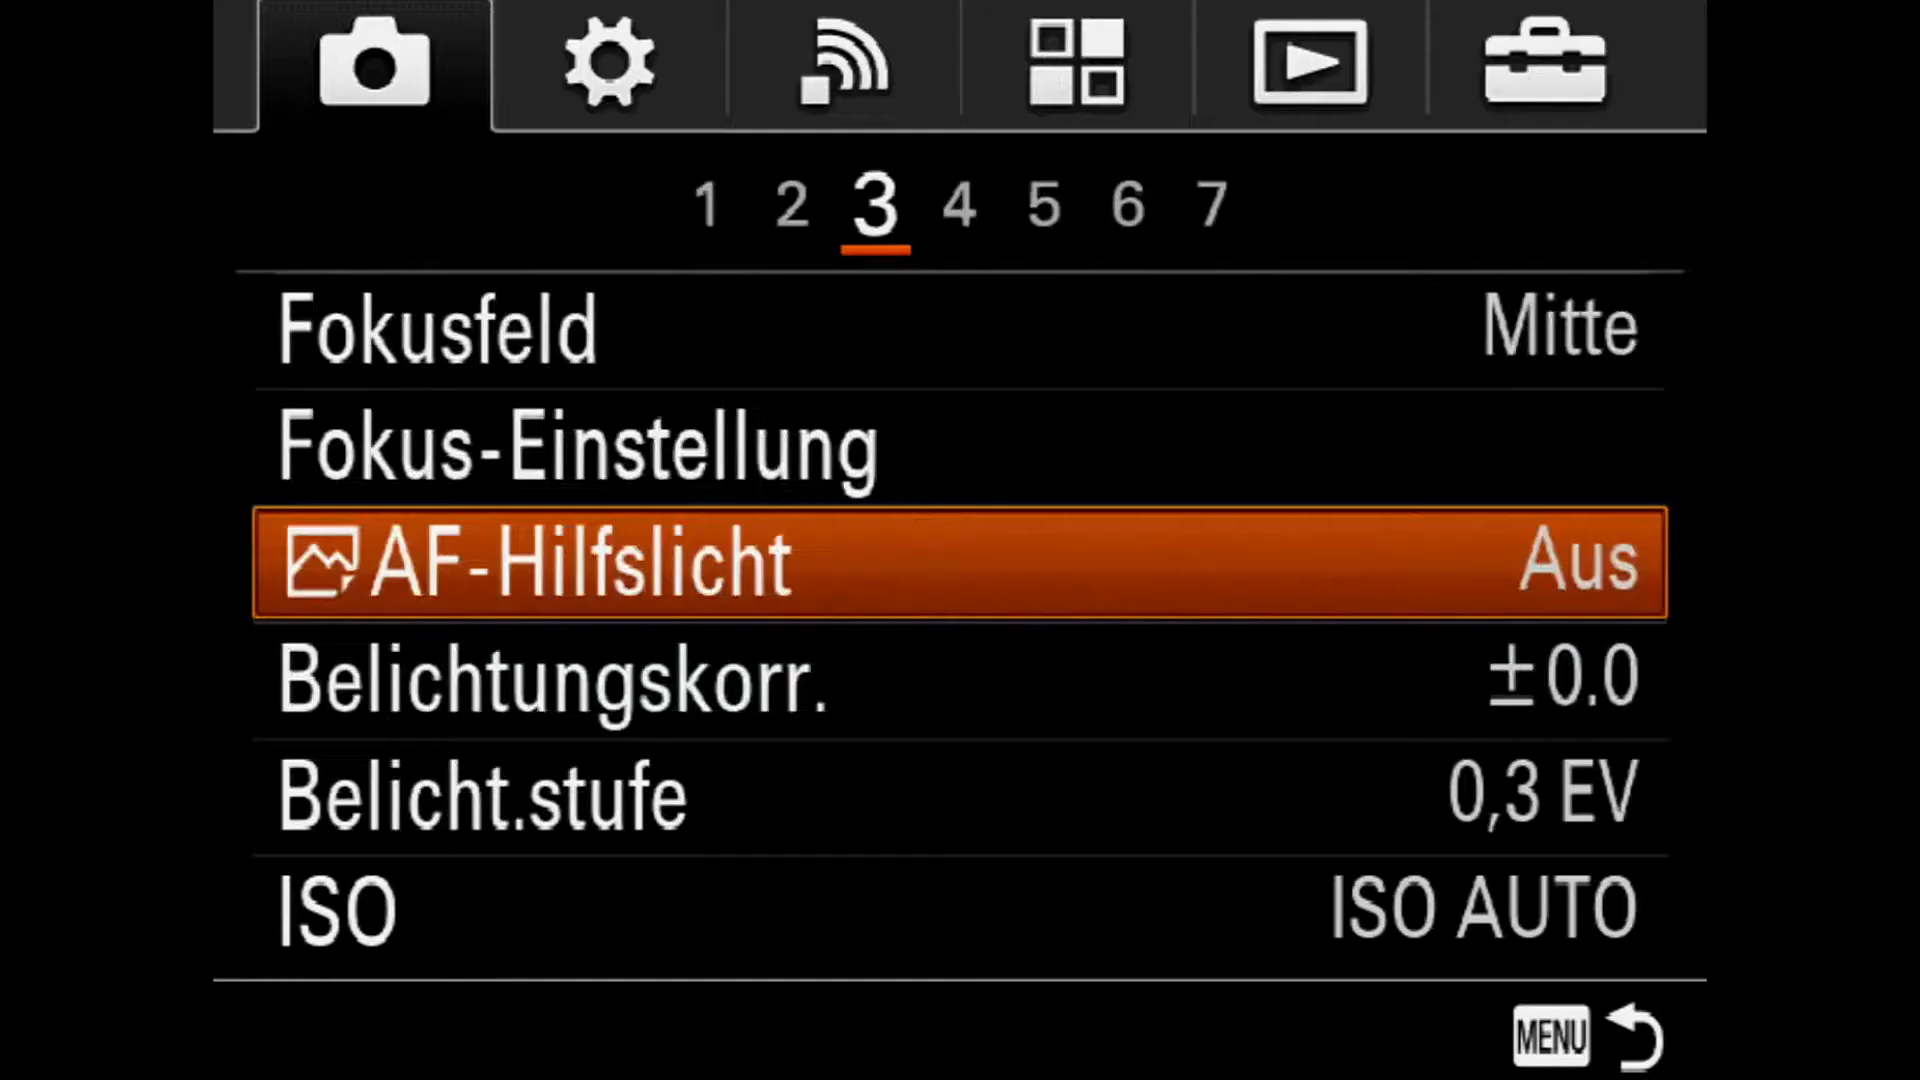 1 2 3 4 5 6 7
Fokusfeld Mitte
Fokus-Einstellung
AF-Hilfslicht Aus
Belichtungskorr. ±0.0
Belicht.stufe 0,3 EV
ISO ISO AUTO
MENU